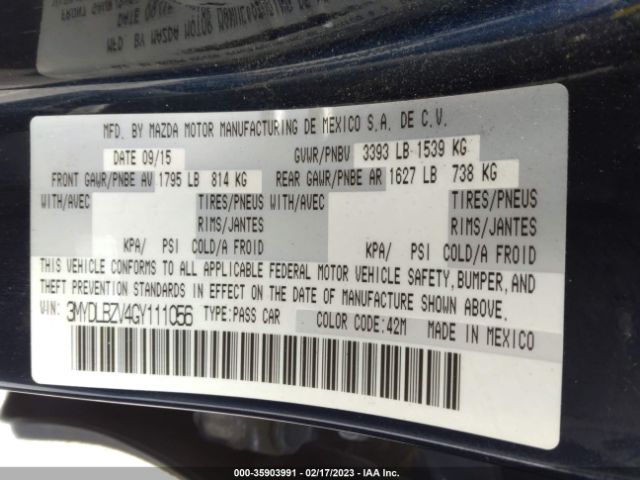 MFD. BY MAZDA MOTOR MANUFACTURING DE MEXICO S.A. DE C.V.
DATE 09/15 GVWR/PNBV 3393 LB 1539 KG
FRONT GAWR/PNBE AV 1795 LB 814 KG REAR GAWR/PNBE AR 1627 LB 738 KG
WITH/AVEC TIRES/PNEUS WITH/AVEC TIRES/PNEUS
RIMS/JANTES RIMS/JANTES
KPA/ PSI COLD/A FROID KPA/ PSI COLD/A FROID
THIS VEHICLE CONFORMS TO ALL APPLICABLE FEDERAL MOTOR VEHICLE SAFETY, BUMPER, AND
THEFT PREVENTION STANDARDS IN EFFECT ON THE DATE OF MANUFACTURE SHOWN ABOVE.
VIN: 3MYDLBZV4GY111056 TYPE:PASS CAR COLOR CODE:42M MADE IN MEXICO
000-35903991 - 02/17/2023 - IAAI.COM